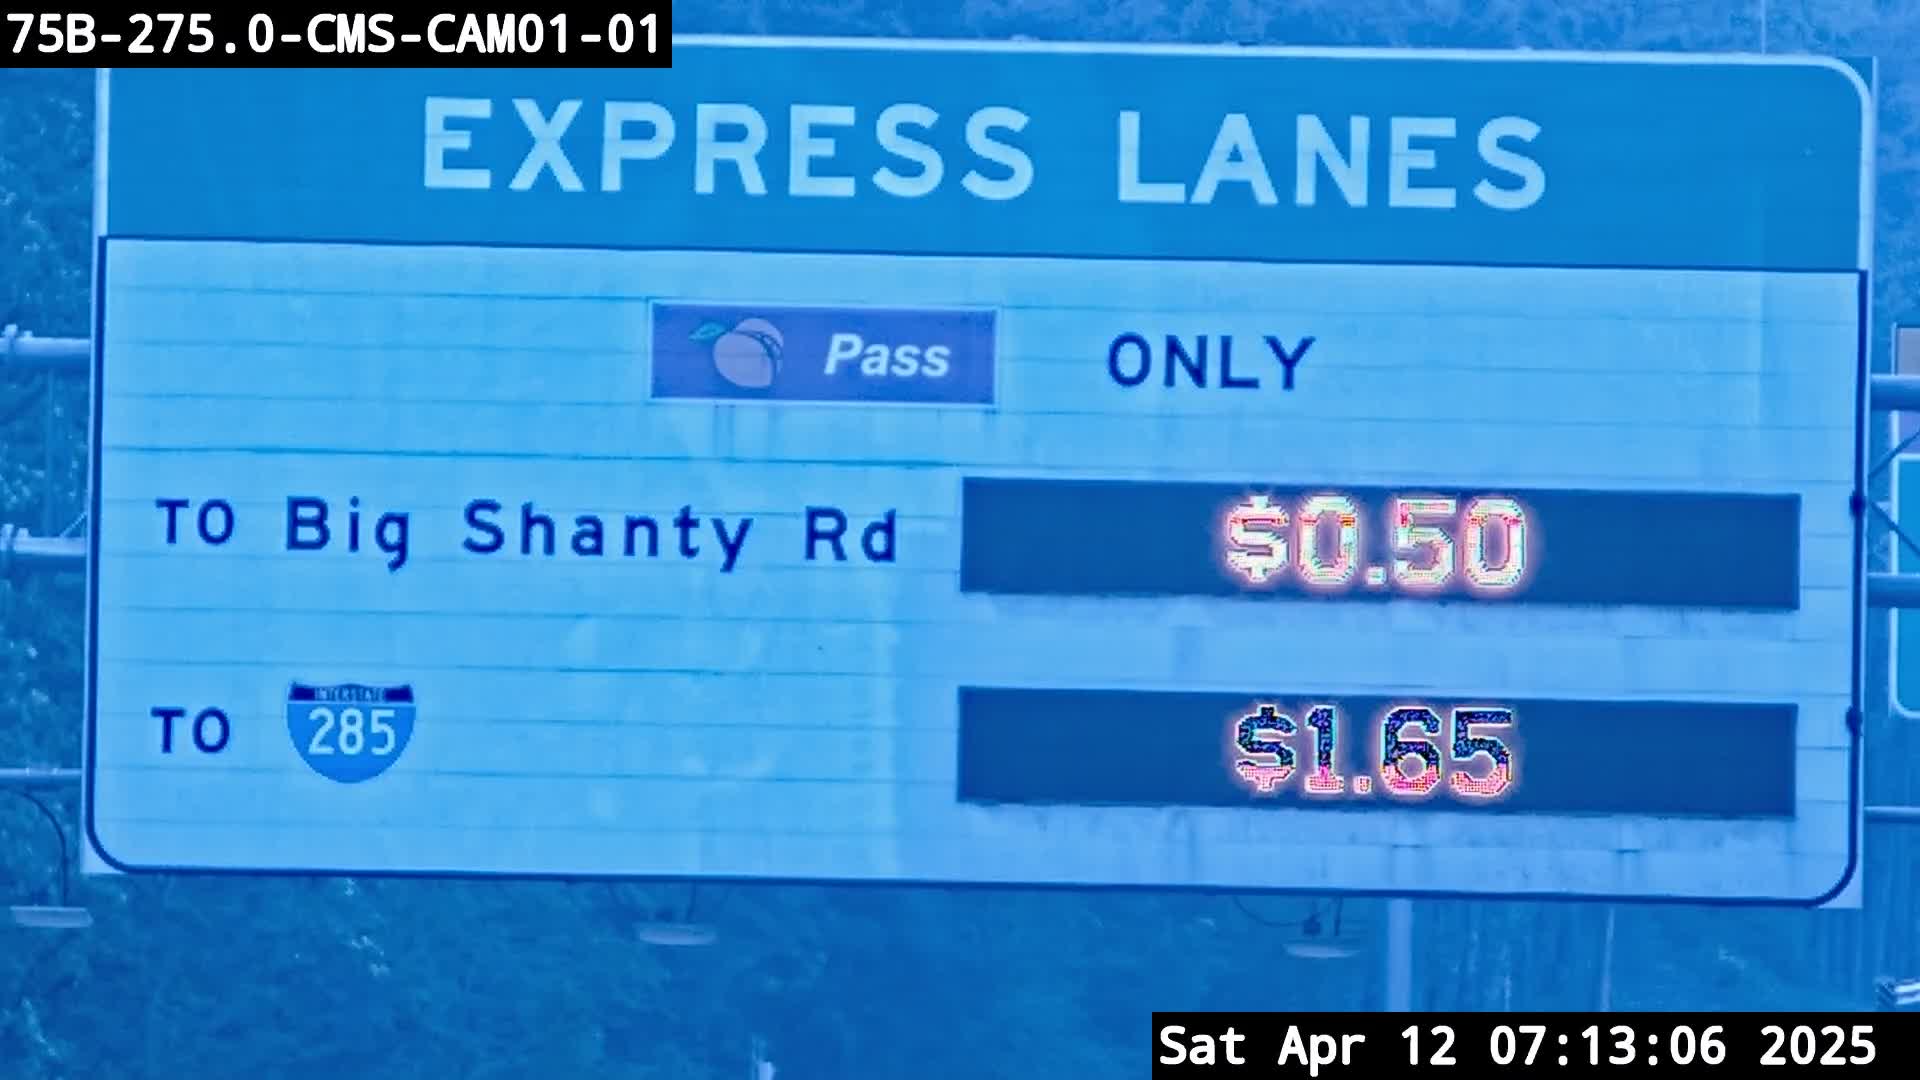 75B-275.0-CMS-CAM01-01
EXPRESS LANES
Pass ONLY
TO Big Shanty Rd $0.50
INTERSTATE
TO 285 $1.65
Sat Apr 12 07:13:06 2025